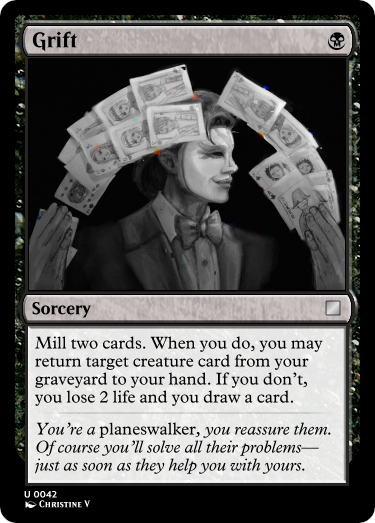 Grift
Sorcery
Mill two cards. When you do, you may
return target creature card from your
graveyard to your hand. If you don't,
you lose 2 life and you draw a card.
You're a planeswalker, you reassure them.
Of course you'll solve all their problems—
just as soon as they help you with yours.
U 0042
Christine V